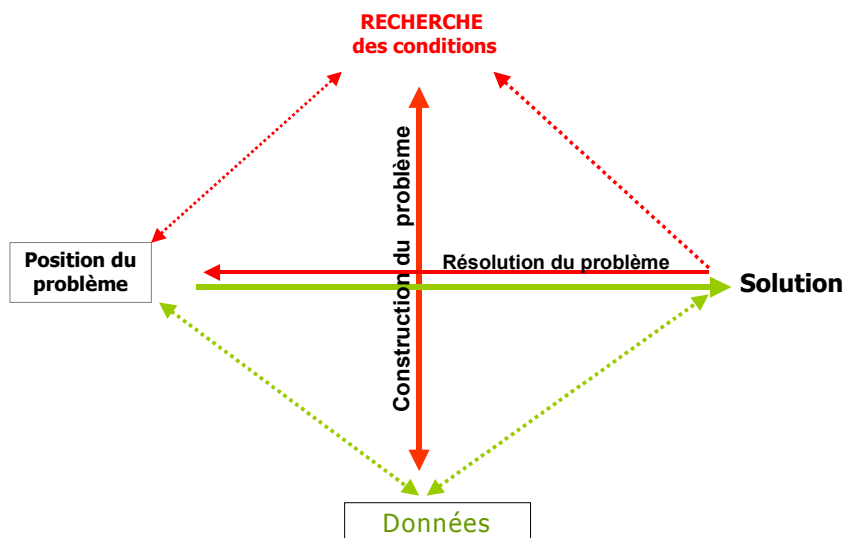 RECHERCHE
des conditions
Construction du problème
Position du
problème
Résolution du problème
Solution
Données